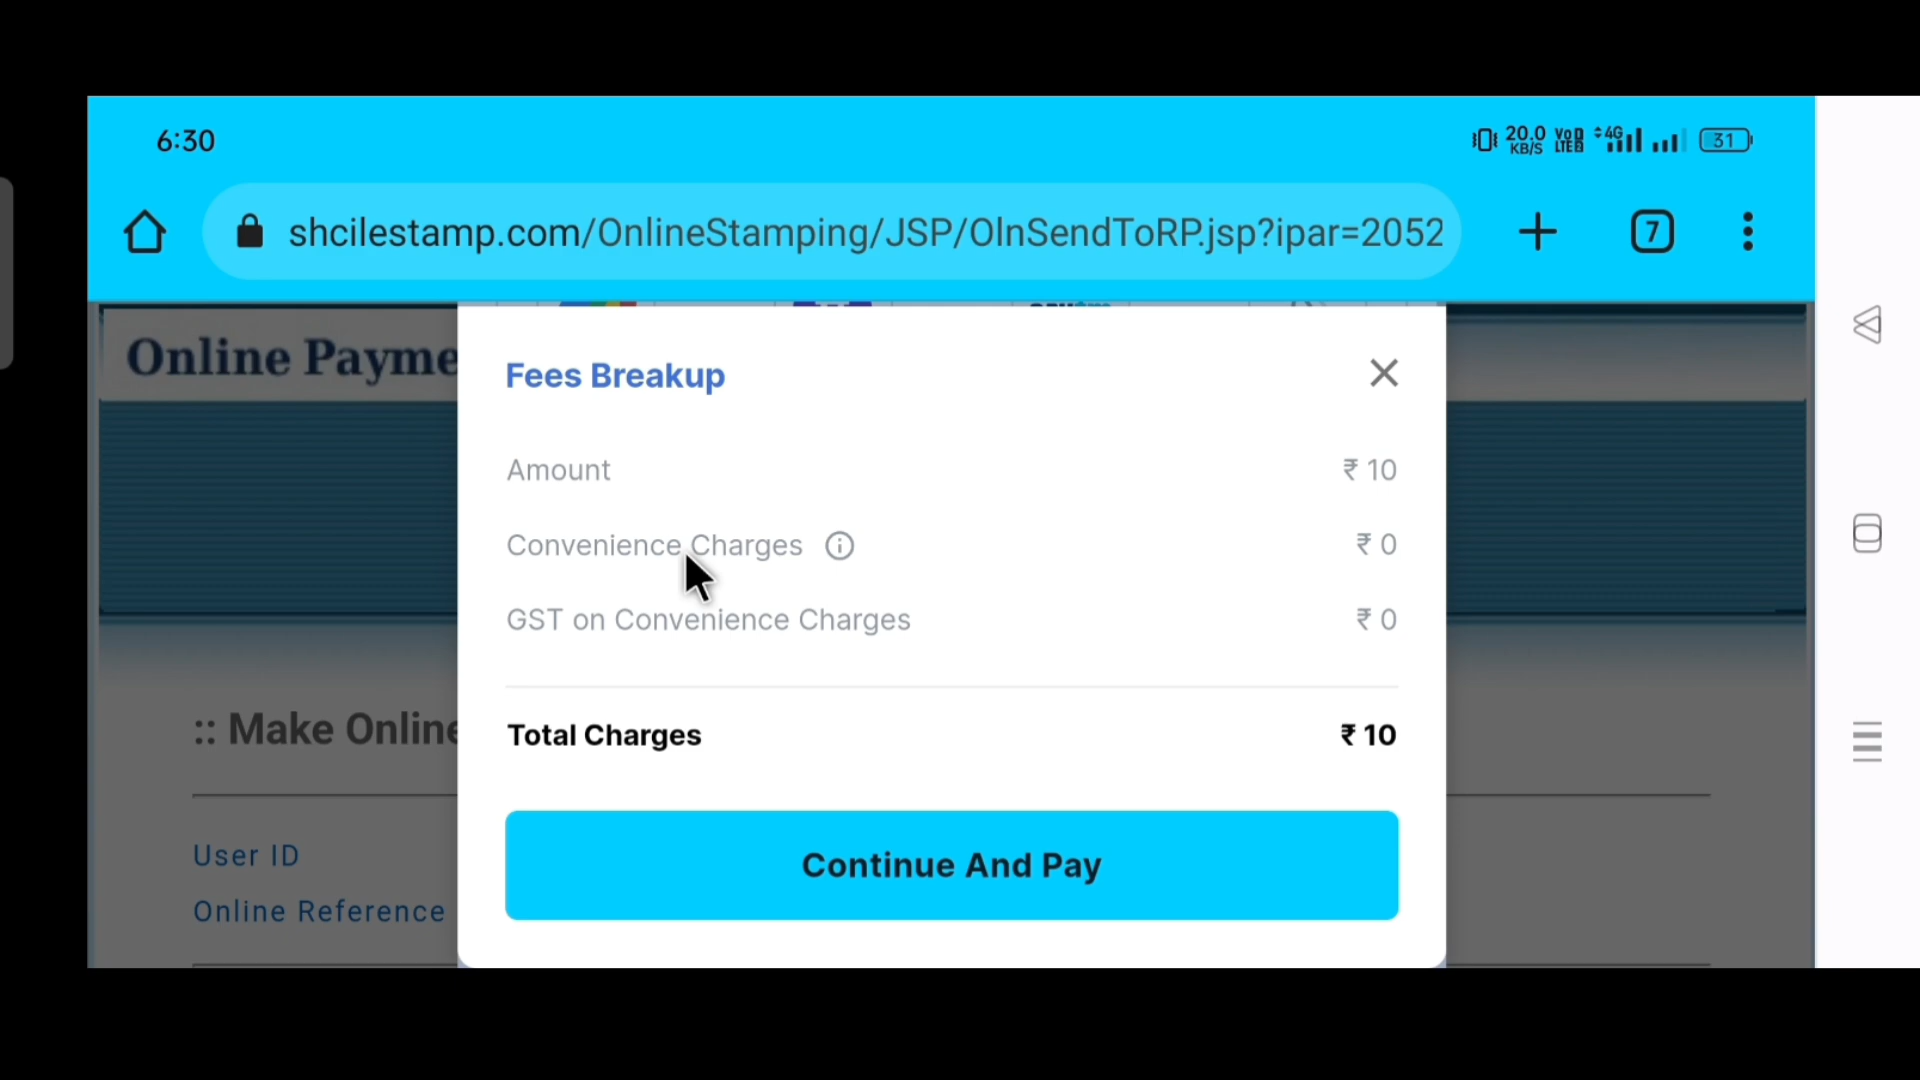 6:30
20.0
KB/S
4G
31
shcilestamp.com/OnlineStamping/JSP/OlnSendToRP.jsp?ipar=2052
7
Online Payme
Fees Breakup
Amount ₹ 10
Convenience Charges ₹ 0
GST on Convenience Charges ₹ 0
:: Make Online
Total Charges ₹ 10
User ID
Continue And Pay
Online Reference